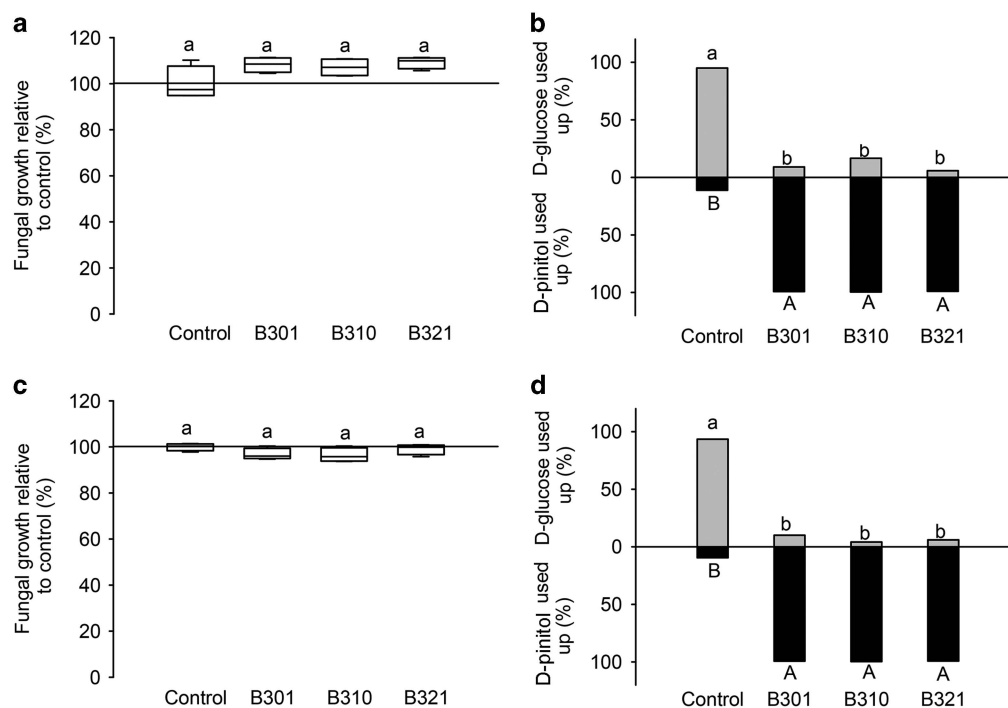 a
120
100
80
60
40
20
0
Fungal growth relative
to control (%)
a a a a
Control B301 B310 B321
b
100
50
0
50
100
D-glucose used
up (%)
D-pinitol used
up (%)
a b b b
B A A A
Control B301 B310 B321
c
120
100
80
60
40
20
0
Fungal growth relative
to control (%)
a a a a
Control B301 B310 B321
d
100
50
0
50
100
D-glucose used
up (%)
D-pinitol used
up (%)
a b b b
B A A A
Control B301 B310 B321